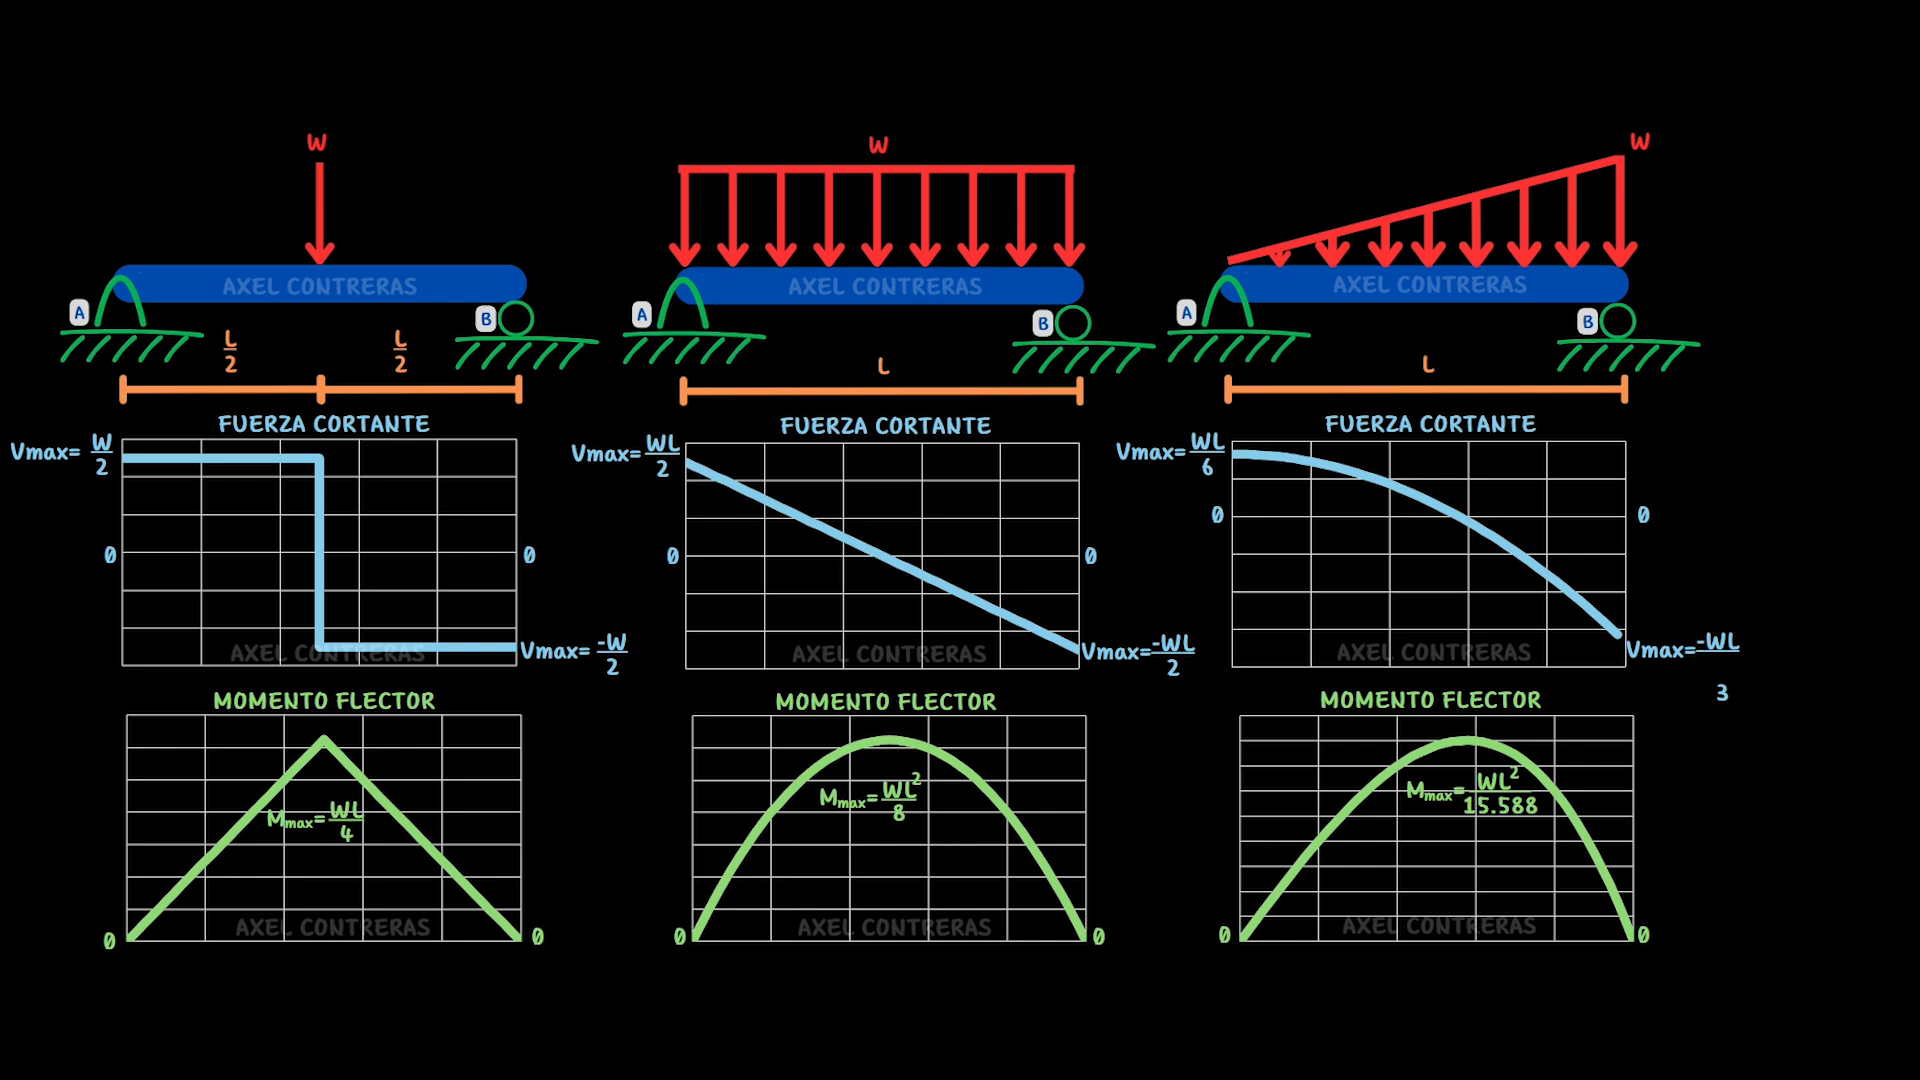 W
AXEL CONTRERAS
A
B
L
2
L
2
FUERZA CORTANTE
Vmax= W
2
0
0
AXEL CONTRERAS
Vmax= -W
2
MOMENTO FLECTOR
Mmax= WL
4
AXEL CONTRERAS
0
0
W
AXEL CONTRERAS
A
B
L
FUERZA CORTANTE
Vmax= WL
2
0
0
AXEL CONTRERAS
Vmax= -WL
2
MOMENTO FLECTOR
Mmax= WL²
8
AXEL CONTRERAS
0
0
W
AXEL CONTRERAS
A
B
L
FUERZA CORTANTE
Vmax= WL
6
0
0
AXEL CONTRERAS
Vmax= -WL
3
MOMENTO FLECTOR
Mmax= WL²
15.588
AXEL CONTRERAS
0
0